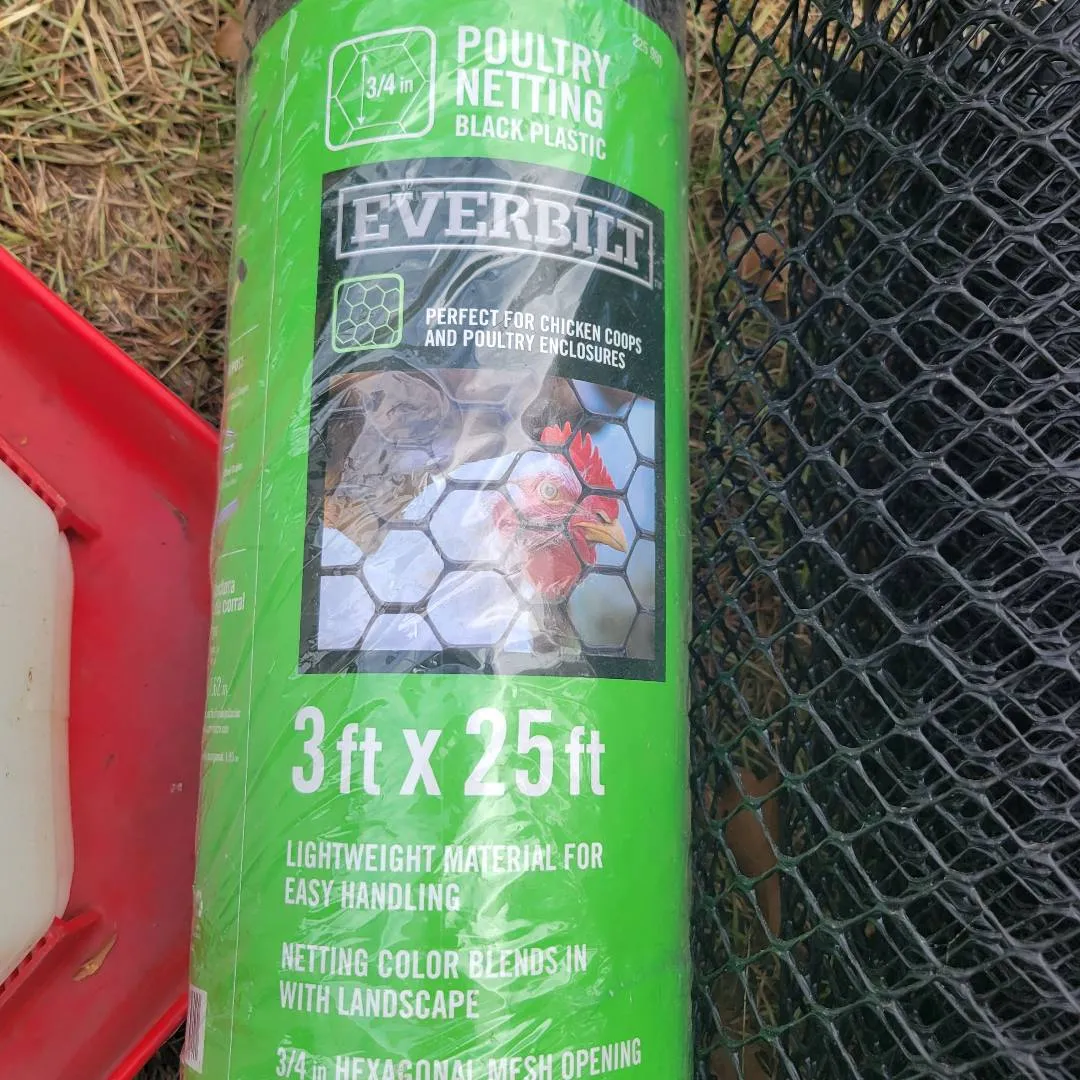 3/4 in
POULTRY
NETTING
BLACK PLASTIC
EVERBILT
PERFECT FOR CHICKEN COOPS
AND POULTRY ENCLOSURES
3 ft x 25 ft
LIGHTWEIGHT MATERIAL FOR
EASY HANDLING
NETTING COLOR BLENDS IN
WITH LANDSCAPE
3/4 in HEXAGONAL MESH OPENING
corral